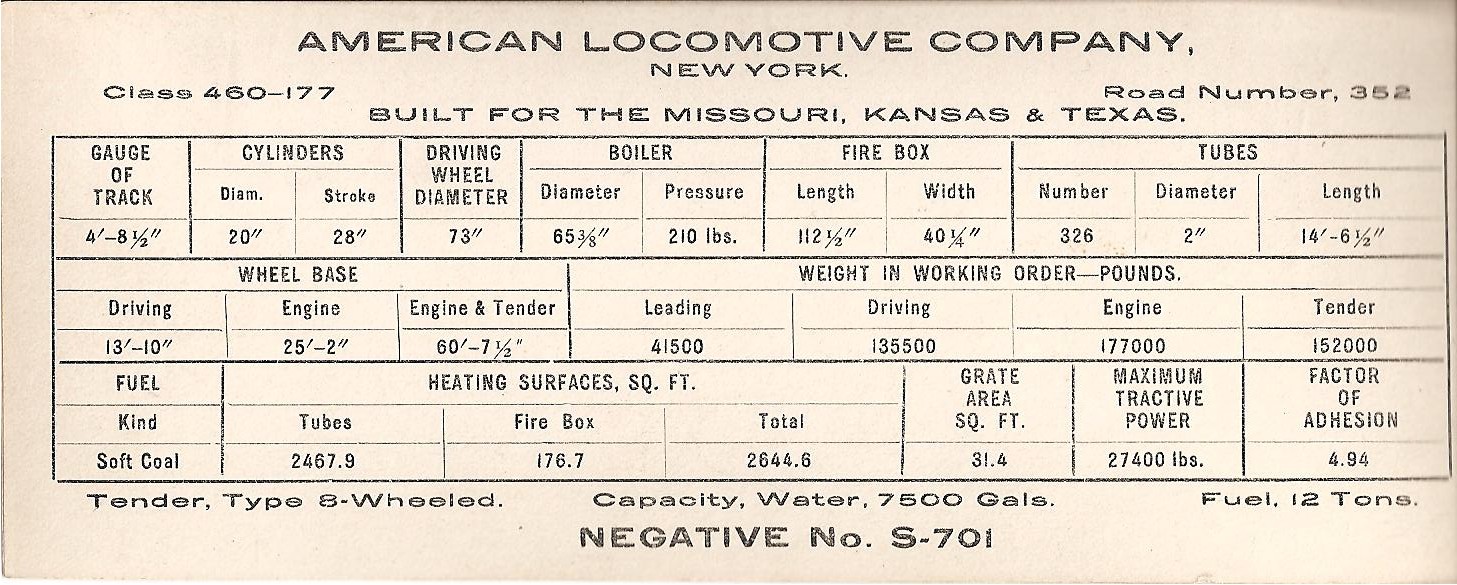 AMERICAN LOCOMOTIVE COMPANY,
NEW YORK.
Class 460–177 Road Number, 352
BUILT FOR THE MISSOURI, KANSAS & TEXAS.
GAUGE OF TRACK CYLINDERS DRIVING WHEEL DIAMETER BOILER FIRE BOX TUBES
Diam. Stroke Diameter Pressure Length Width Number Diameter Length
4′–8½″ 20″ 28″ 73″ 65⅜″ 210 lbs. 112½″ 40¼″ 326 2″ 14′–6½″
WHEEL BASE WEIGHT IN WORKING ORDER—POUNDS.
Driving Engine Engine & Tender Leading Driving Engine Tender
13′–10″ 25′–2″ 60′–7½" 41500 135500 177000 152000
FUEL HEATING SURFACES, SQ. FT. GRATE AREA SQ. FT. MAXIMUM TRACTIVE POWER FACTOR OF ADHESION
Kind Tubes Fire Box Total
Soft Coal 2467.9 176.7 2644.6 31.4 27400 lbs. 4.94
Tender, Type 8-Wheeled. Capacity, Water, 7500 Gals. Fuel, 12 Tons.
NEGATIVE No. S-701